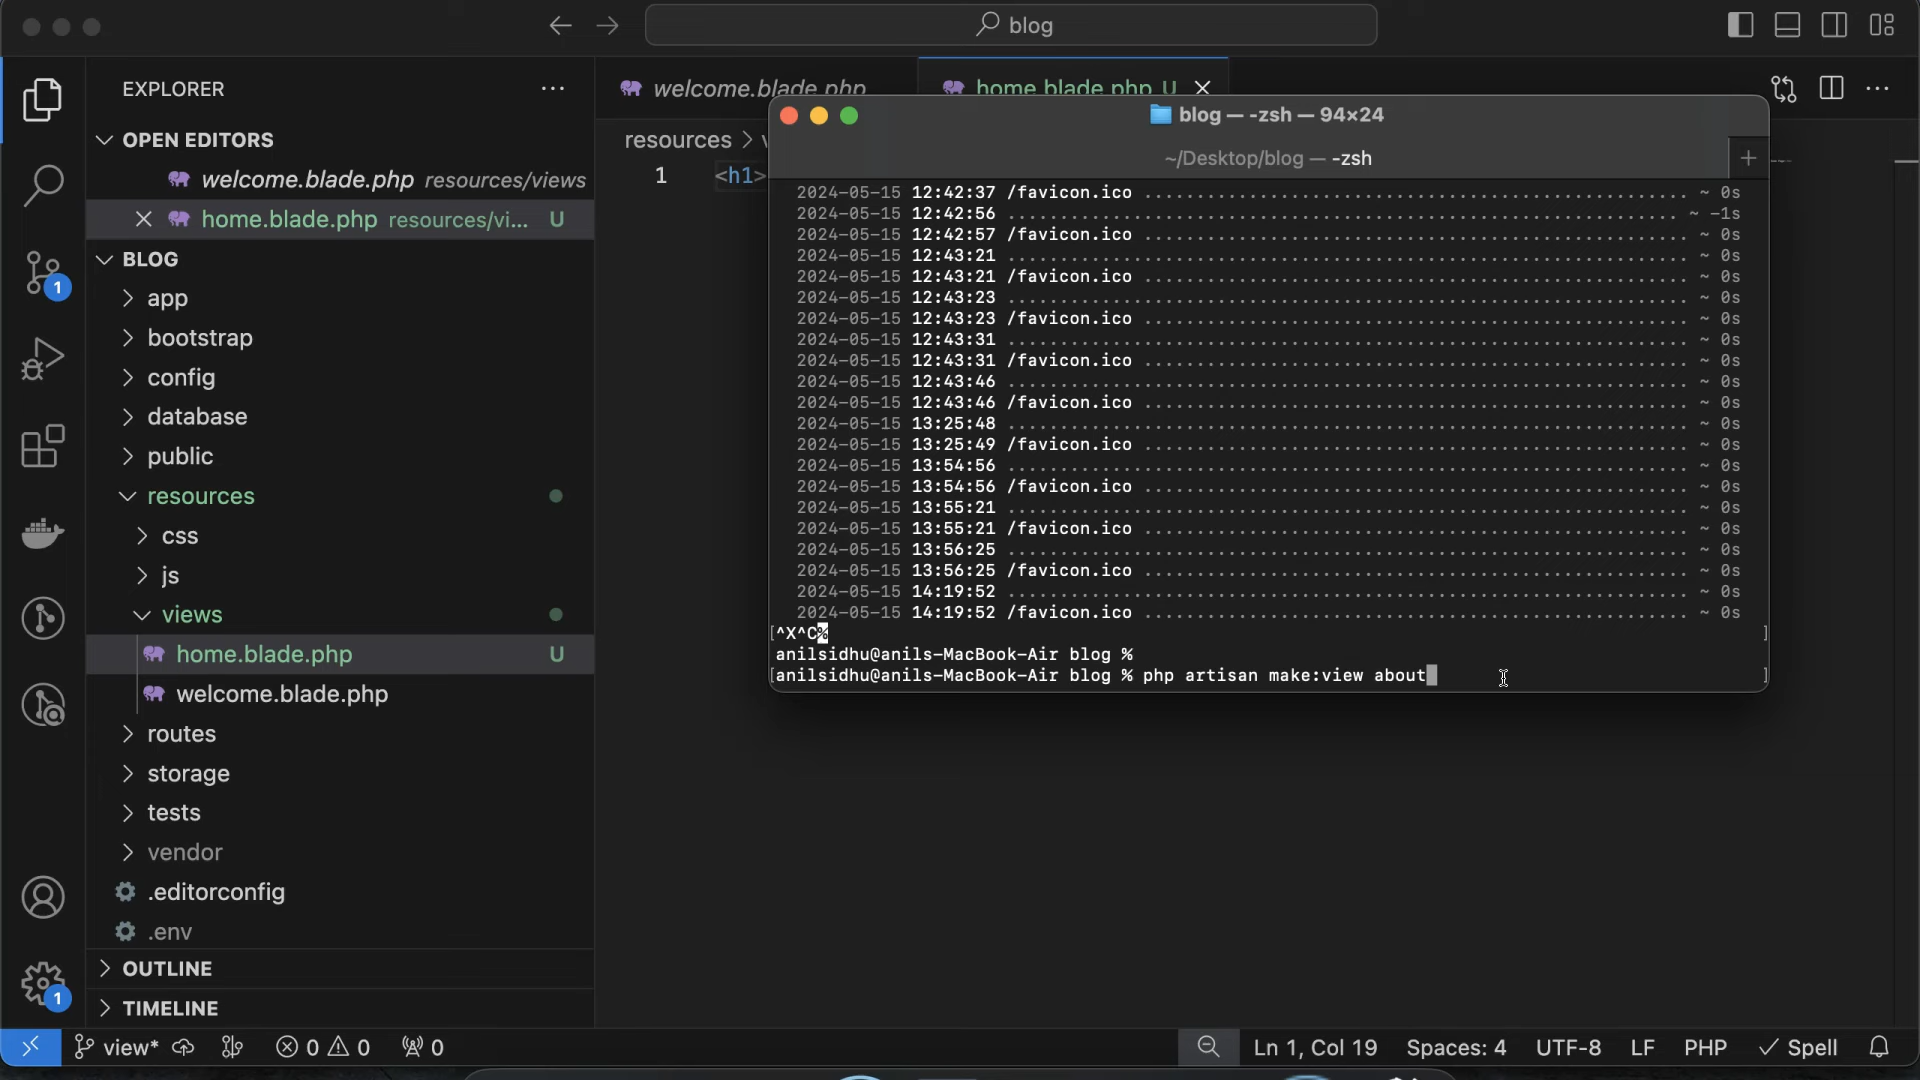 blog
EXPLORER
OPEN EDITORS
welcome.blade.php resources/views
home.blade.php resources/vi... U
BLOG
app
bootstrap
config
database
public
resources
css
js
views
home.blade.php U
welcome.blade.php
routes
storage
tests
vendor
.editorconfig
.env
OUTLINE
TIMELINE
1
1
welcome.blade.php
home.blade.php U
resources >
1 <h1>
blog — -zsh — 94×24
~/Desktop/blog — -zsh
2024-05-15 12:42:37 /favicon.ico ................................................... ~ 0s
2024-05-15 12:42:56 ............................................................... ~ -1s
2024-05-15 12:42:57 /favicon.ico ................................................... ~ 0s
2024-05-15 12:43:21 ................................................................ ~ 0s
2024-05-15 12:43:21 /favicon.ico ................................................... ~ 0s
2024-05-15 12:43:23 ................................................................ ~ 0s
2024-05-15 12:43:23 /favicon.ico ................................................... ~ 0s
2024-05-15 12:43:31 ................................................................ ~ 0s
2024-05-15 12:43:31 /favicon.ico ................................................... ~ 0s
2024-05-15 12:43:46 ................................................................ ~ 0s
2024-05-15 12:43:46 /favicon.ico ................................................... ~ 0s
2024-05-15 13:25:48 ................................................................ ~ 0s
2024-05-15 13:25:49 /favicon.ico ................................................... ~ 0s
2024-05-15 13:54:56 ................................................................ ~ 0s
2024-05-15 13:54:56 /favicon.ico ................................................... ~ 0s
2024-05-15 13:55:21 ................................................................ ~ 0s
2024-05-15 13:55:21 /favicon.ico ................................................... ~ 0s
2024-05-15 13:56:25 ................................................................ ~ 0s
2024-05-15 13:56:25 /favicon.ico ................................................... ~ 0s
2024-05-15 14:19:52 ................................................................ ~ 0s
2024-05-15 14:19:52 /favicon.ico ................................................... ~ 0s
[^X^C% ]
anilsidhu@anils-MacBook-Air blog %
[anilsidhu@anils-MacBook-Air blog % php artisan make:view about ]
view* 0 0 0 Ln 1, Col 19 Spaces: 4 UTF-8 LF PHP Spell